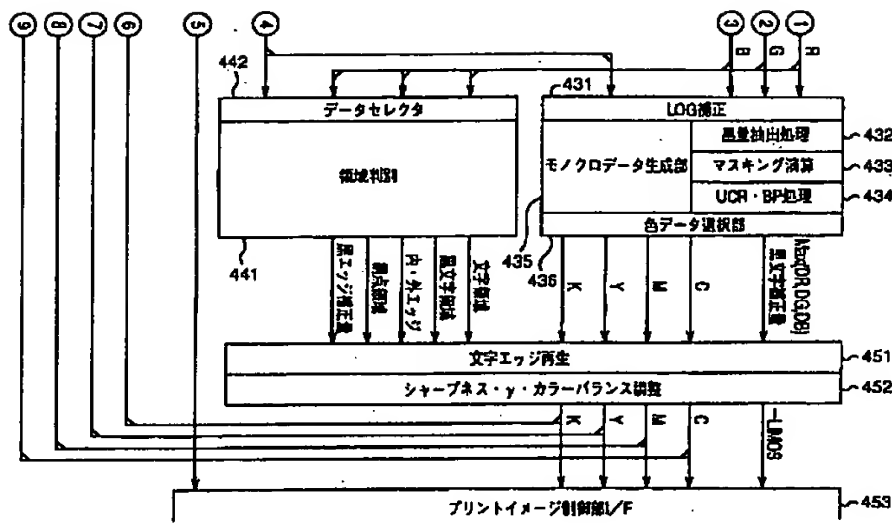 9 8 7 6 5 4 3 2 1
B G R
442
431
データセレクタ
LOG補正
領域判別
モノクロデータ生成部
黒量抽出処理
432
マスキング演算
433
UCR・BP処理
434
色データ選択部
441
435
436
黒エッジ補正量
網点領域
内・外エッジ
黒文字領域
文字領域
K Y M C
黒文字補正量
(DR,DG,DB)
文字エッジ再生
451
シャープネス・γ・カラーバランス調整
452
K Y M C
プリントイメージ制御部I/F
453